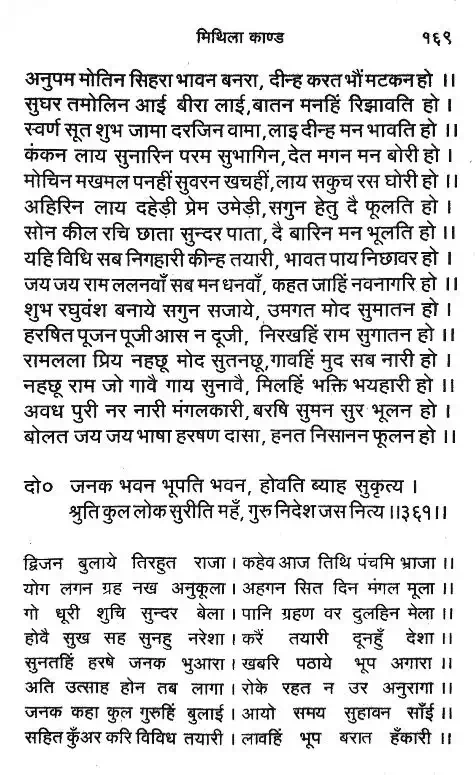 मिथिला काण्ड १६९
अनुपम मोतिन सिहरा भावन बनरा, दीन्ह करत भौं मटकन हो ।।
सुघर तमोलिन आई बीरा लाई,बातन मनहिं रिझावति हो ।
स्वर्ण सूत शुभ जामा दरजिन वामा,लाइ दीन्ह मन भावति हो ।।
कंकन लाय सुनारिन परम सुभागिन,देत मगन मन बोरी हो ।
मोचिन मखमल पनहीं सुवरन खचहीं,लाय सकुच रस घोरी हो ।।
अहिरिन लाय दहेड़ी प्रेम उमेड़ी,सगुन हेतु दै फूलति हो ।
सोन कील रचि छाता सुन्दर पाता, दै बारिन मन भूलति हो ।।
यहि विधि सब निगहारी कीन्ह तयारी, भावत पाय निछावर हो ।
जय जय राम ललनवाँ सब मन धनवाँ, कहत जाहिं नवनागरि हो ।।
शुभ रघुवंश बनाये सगुन सजाये, उमगत मोद सुमातन हो ।
हरषित पूजन पूजी आस न दूजी, निरखहिं राम सुगातन हो ।।
रामलला प्रिय नहछू मोद सुतनछू,गावहिं मुद सब नारी हो ।
नहछू राम जो गावै गाय सुनावै, मिलहिं भक्ति भयहारी हो ।।
अवध पुरी नर नारी मंगलकारी, बरषि सुमन सुर भूलन हो ।
बोलत जय जय भाषा हरषण दासा, हनत निसानन फूलन हो ।।
दो० जनक भवन भूपति भवन, होवति ब्याह सुकृत्य ।
श्रुति कुल लोक सुरीति महँ, गुरु निदेश जस नित्य ।।३६१।।
द्विजन बुलाये तिरहुत राजा । कहेव आज तिथि पंचमि भ्राजा ।।
योग लगन ग्रह नख अनुकूला । अहगन सित दिन मंगल मूला ।।
गो धूरी शुचि सुन्दर बेला । पानि ग्रहण वर दुलहिन मेला ।।
होवै सुख सह सुनहु नरेशा । करैं तयारी दूनहुँ देशा ।।
सुनतहिं हरषे जनक भुआरा । खबरि पठाये भूप अगारा ।।
अति उत्साह होन तब लागा । रोके रहत न उर अनुरागा ।।
जनक कहा कुल गुरुहिं बुलाई । आयो समय सुहावन साँई ।।
सहित कुँअर करि विविध तयारी । लावहिं भूप बरात हँकारी ।।